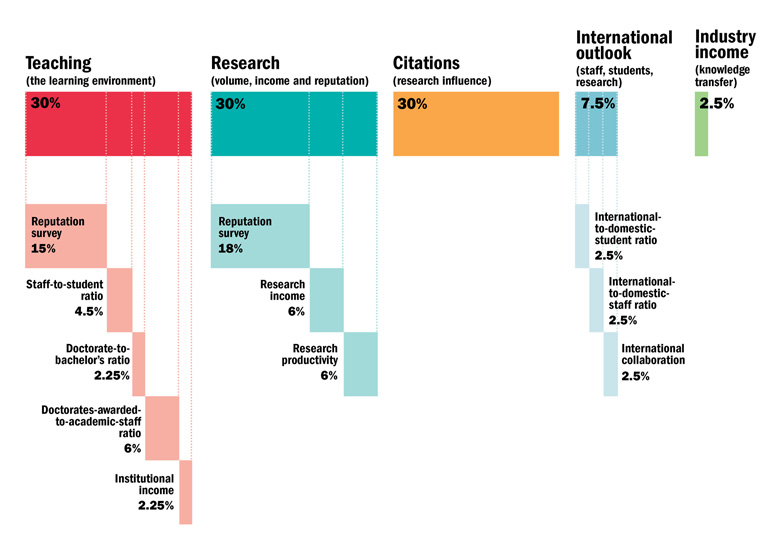 Teaching
(the learning environment)
30%
Reputation
survey
15%
Staff-to-student
ratio
4.5%
Doctorate-to-
bachelor's ratio
2.25%
Doctorates-awarded-
to-academic-staff
ratio
6%
Institutional
income
2.25%
Research
(volume, income and reputation)
30%
Reputation
survey
18%
Research
income
6%
Research
productivity
6%
Citations
(research influence)
30%
International
outlook
(staff, students,
research)
7.5%
International-
to-domestic-
student ratio
2.5%
International-
to-domestic-
staff ratio
2.5%
International
collaboration
2.5%
Industry
income
(knowledge
transfer)
2.5%